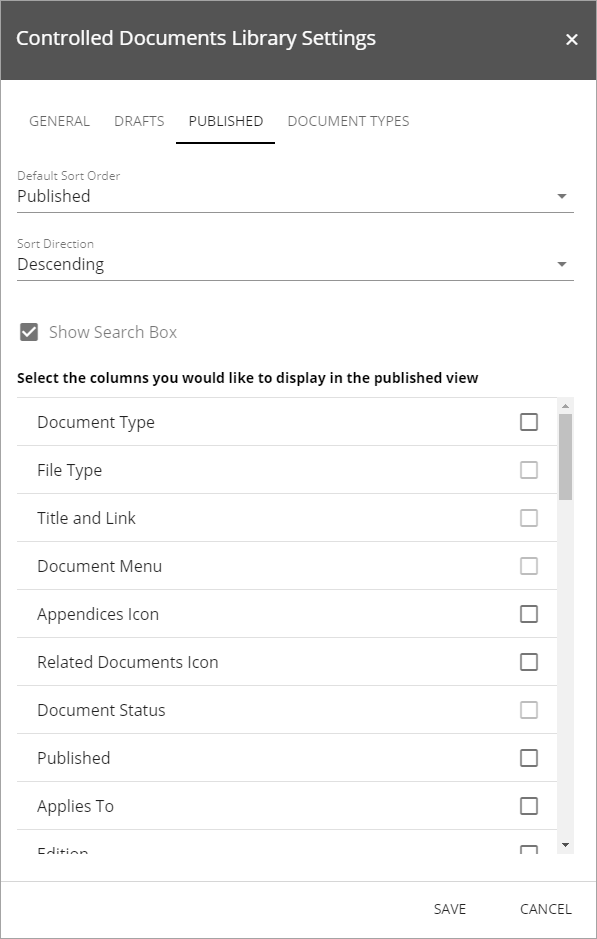 Controlled Documents Library Settings
GENERAL DRAFTS PUBLISHED DOCUMENT TYPES
Default Sort Order
Published
Sort Direction
Descending
Show Search Box
Select the columns you would like to display in the published view
Document Type
File Type
Title and Link
Document Menu
Appendices Icon
Related Documents Icon
Document Status
Published
Applies To
Edition
SAVE CANCEL